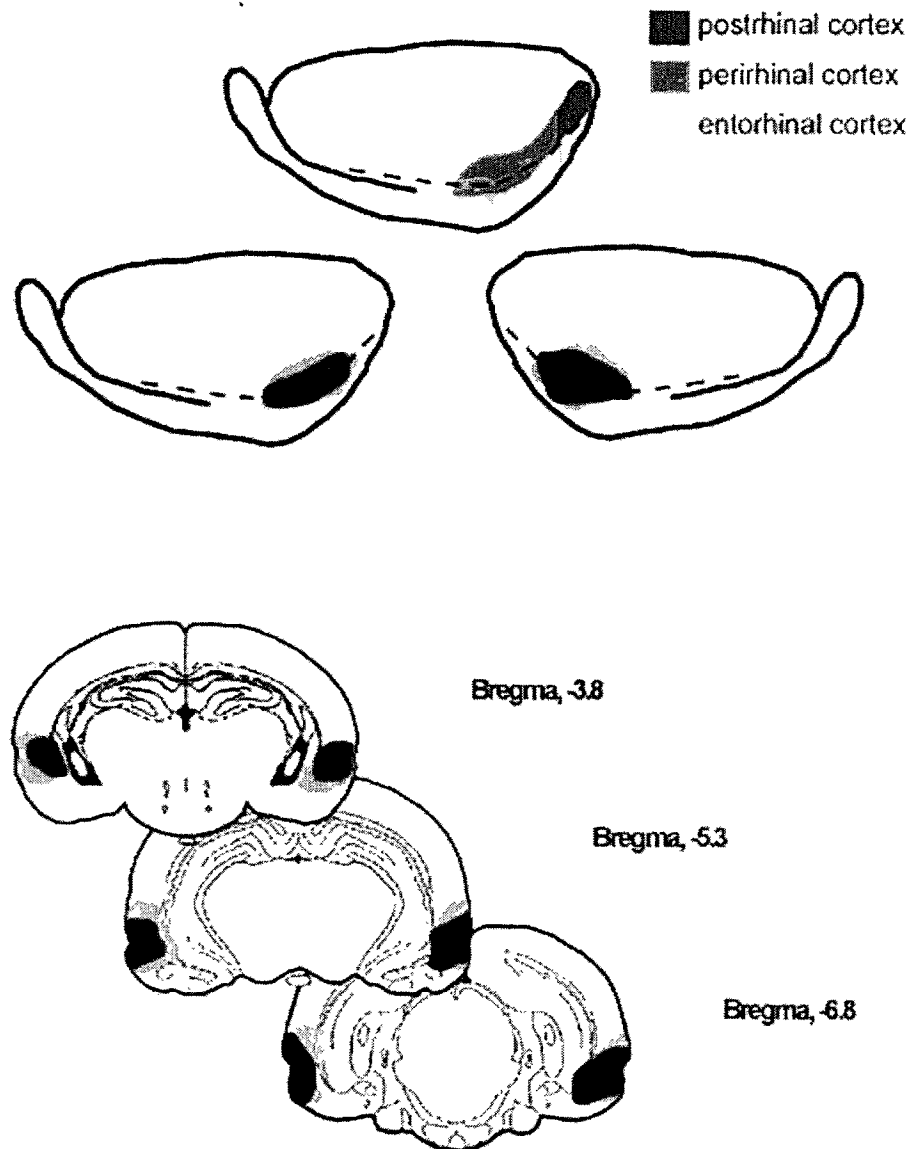 postrhinal cortex
perirhinal cortex
entorhinal cortex
Bregma, -3.8
Bregma, -5.3
Bregma, -6.8